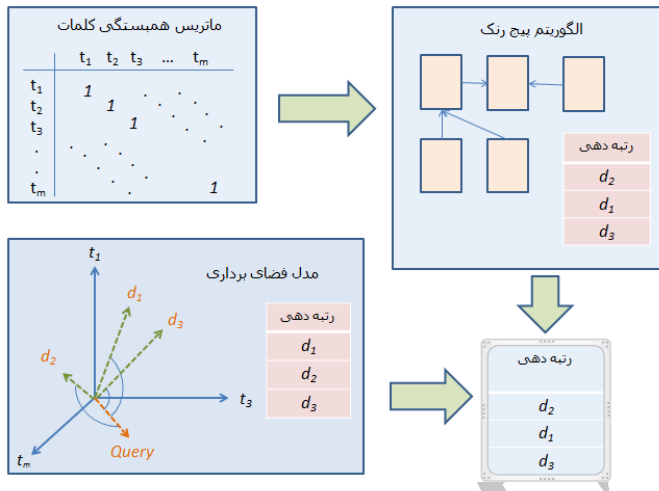 ماتریس همبستگی کلمات
t1 t2 t3 ... tm
t1 1 . .
t2 1 . .
t3 1 . .
. . . .
. . . .
tm . . 1
الگوریتم پیج رنک
رتبه دهی
d2
d1
d3
مدل فضای برداری
t1
d1
d3
d2
t3
tm
Query
رتبه دهی
d1
d2
d3
رتبه دهی
d2
d1
d3